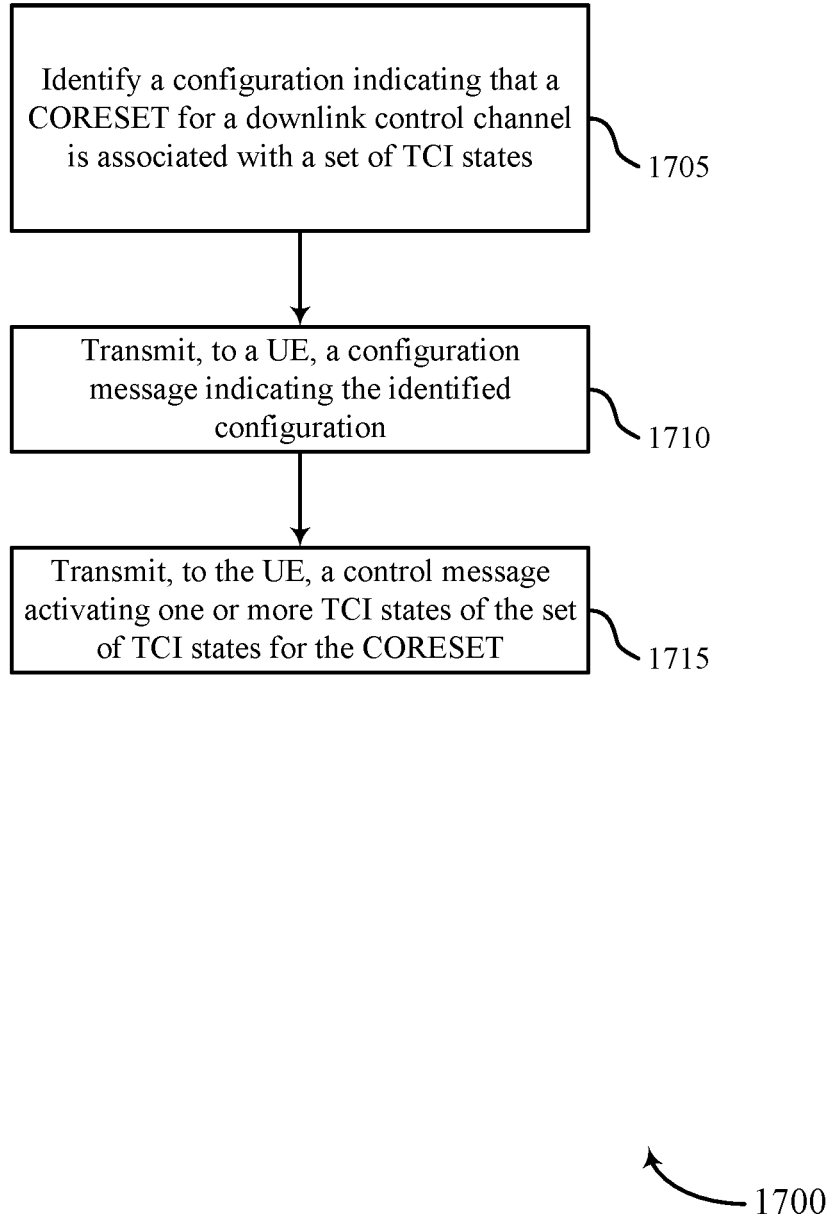 Identify a configuration indicating that a
CORESET for a downlink control channel
is associated with a set of TCI states
1705
Transmit, to a UE, a configuration
message indicating the identified
configuration
1710
Transmit, to the UE, a control message
activating one or more TCI states of the set
of TCI states for the CORESET
1715
1700